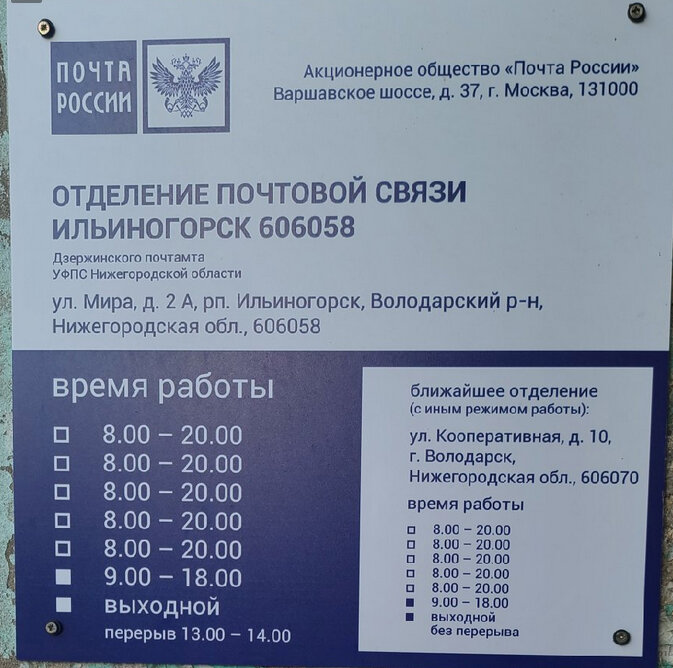 ПОЧТА
РОССИИ
Акционерное общество «Почта России»
Варшавское шоссе, д. 37, г. Москва, 131000
ОТДЕЛЕНИЕ ПОЧТОВОЙ СВЯЗИ
ИЛЬИНОГОРСК 606058
Дзержинского почтамта
УФПС Нижегородской области
ул. Мира, д. 2 А, рп. Ильиногорск, Володарский р-н,
Нижегородская обл., 606058
время работы
8.00 – 20.00
8.00 – 20.00
8.00 – 20.00
8.00 – 20.00
8.00 – 20.00
9.00 – 18.00
выходной
перерыв 13.00 – 14.00
ближайшее отделение
(с иным режимом работы):
ул. Кооперативная, д. 10,
г. Володарск,
Нижегородская обл., 606070
время работы
8.00 – 20.00
8.00 – 20.00
8.00 – 20.00
8.00 – 20.00
8.00 – 20.00
9.00 – 18.00
выходной
без перерыва